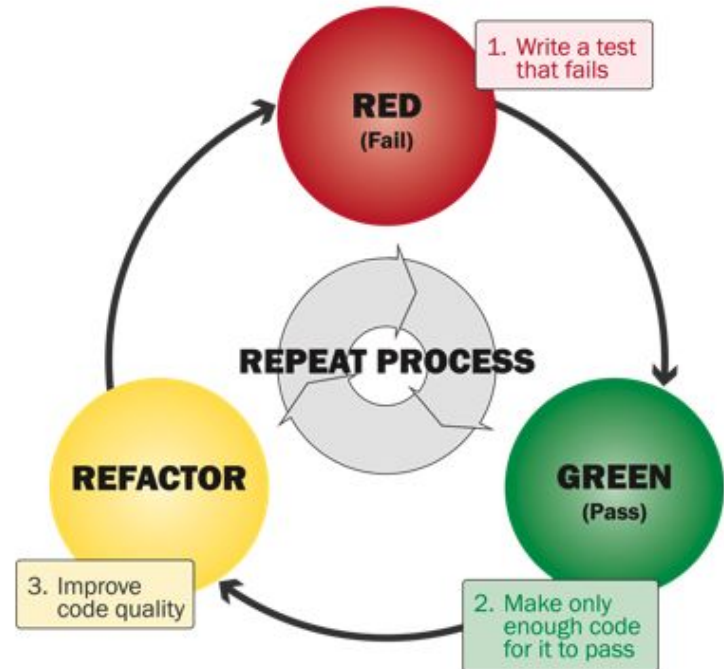 1. Write a test
that fails
RED
(Fail)
REPEAT PROCESS
REFACTOR
GREEN
(Pass)
3. Improve
code quality
2. Make only
enough code
for it to pass